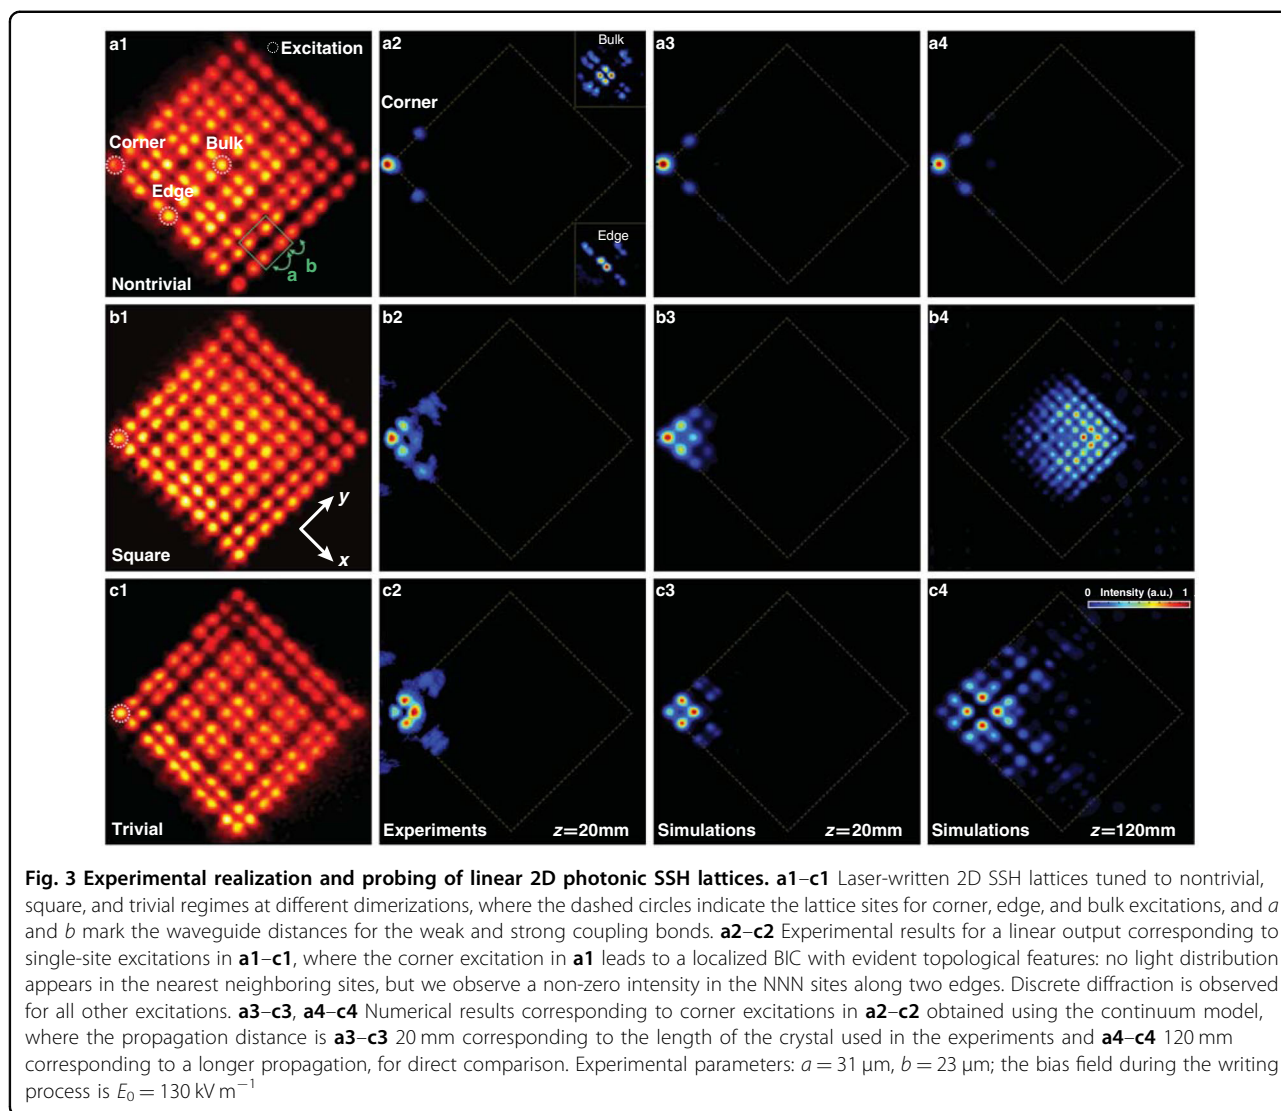 a1 Excitation
Corner
Bulk
Edge
a b
Nontrivial
a2 Bulk
Corner
Edge
a3
a4
b1
y
x
Square
b2
b3
b4
c1
Trivial
c2
Experiments z=20mm
c3
Simulations z=20mm
c4
0 Intensity (a.u.) 1
Simulations z=120mm
Fig. 3 Experimental realization and probing of linear 2D photonic SSH lattices. a1–c1 Laser-written 2D SSH lattices tuned to nontrivial,
square, and trivial regimes at different dimerizations, where the dashed circles indicate the lattice sites for corner, edge, and bulk excitations, and a
and b mark the waveguide distances for the weak and strong coupling bonds. a2–c2 Experimental results for a linear output corresponding to
single-site excitations in a1–c1, where the corner excitation in a1 leads to a localized BIC with evident topological features: no light distribution
appears in the nearest neighboring sites, but we observe a non-zero intensity in the NNN sites along two edges. Discrete diffraction is observed
for all other excitations. a3–c3, a4–c4 Numerical results corresponding to corner excitations in a2–c2 obtained using the continuum model,
where the propagation distance is a3–c3 20 mm corresponding to the length of the crystal used in the experiments and a4–c4 120 mm
corresponding to a longer propagation, for direct comparison. Experimental parameters: a = 31 μm, b = 23 μm; the bias field during the writing
process is E₀ = 130 kV m⁻¹